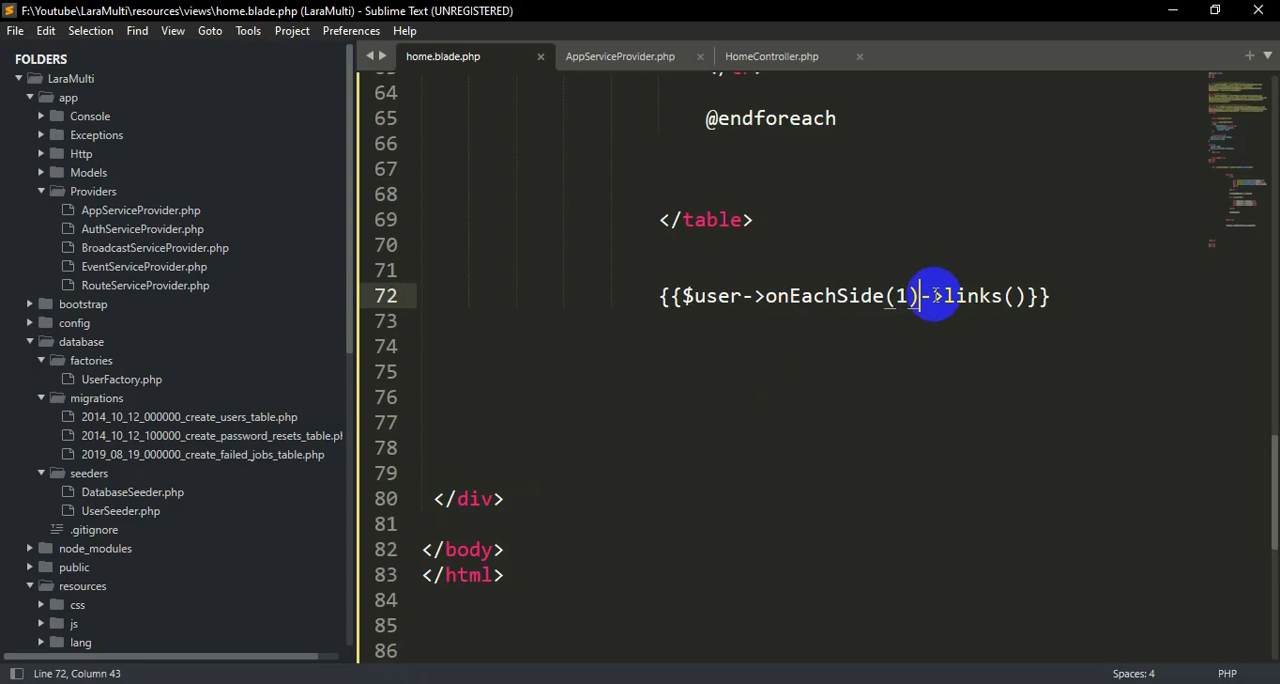 F:\Youtube\LaraMulti\resources\views\home.blade.php (LaraMulti) - Sublime Text (UNREGISTERED)
File Edit Selection Find View Goto Tools Project Preferences Help
FOLDERS
LaraMulti
app
Console
Exceptions
Http
Models
Providers
AppServiceProvider.php
AuthServiceProvider.php
BroadcastServiceProvider.php
EventServiceProvider.php
RouteServiceProvider.php
bootstrap
config
database
factories
UserFactory.php
migrations
2014_10_12_000000_create_users_table.php
2014_10_12_100000_create_password_resets_table.ph
2019_08_19_000000_create_failed_jobs_table.php
seeders
DatabaseSeeder.php
UserSeeder.php
.gitignore
node_modules
public
resources
css
js
lang
home.blade.php AppServiceProvider.php HomeController.php
64
65 @endforeach
66
67
68
69 </table>
70
71
72 {{$user->onEachSide(1)->links()}}
73
74
75
76
77
78
79
80 </div>
81
82 </body>
83 </html>
84
85
86
Line 72, Column 43 Spaces: 4 PHP